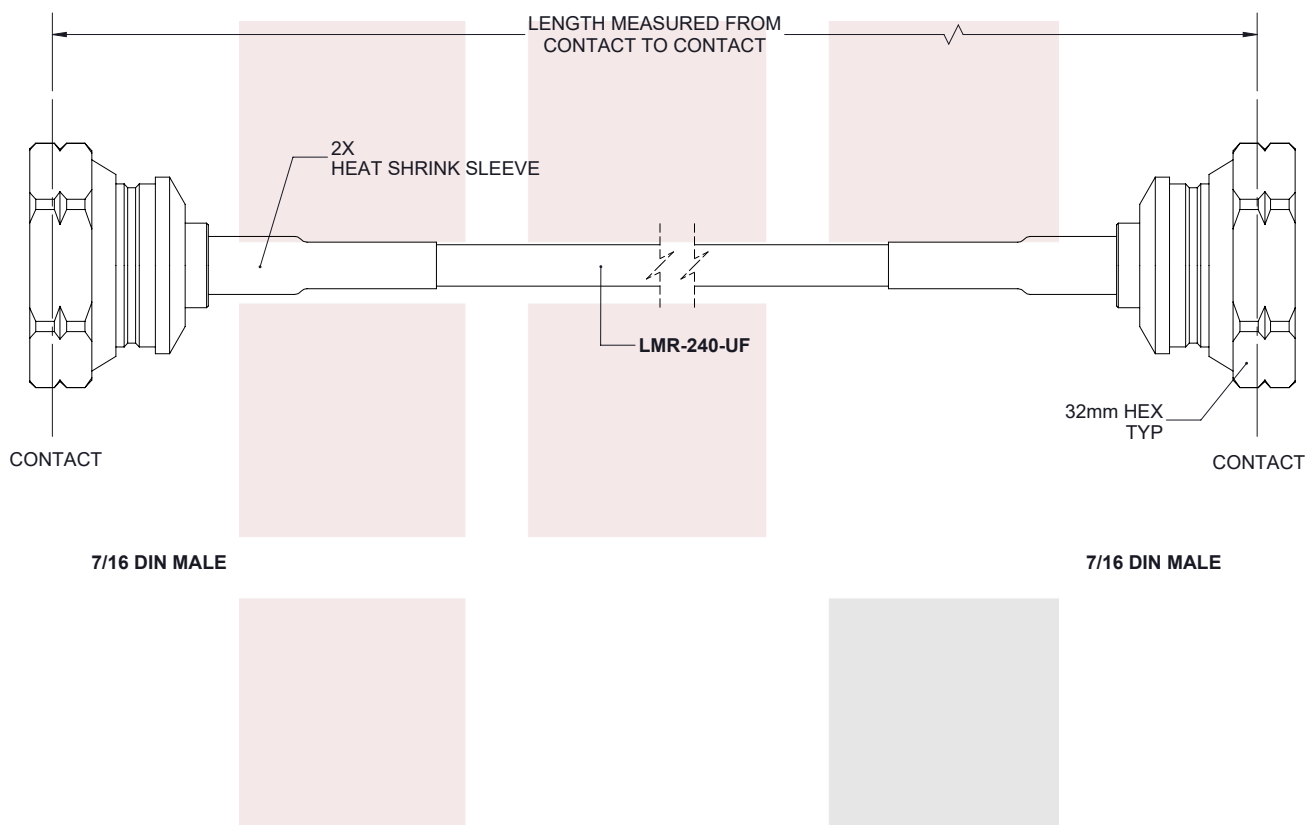 LENGTH MEASURED FROM
CONTACT TO CONTACT
2X
HEAT SHRINK SLEEVE
LMR-240-UF
32mm HEX
TYP
CONTACT
CONTACT
7/16 DIN MALE
7/16 DIN MALE